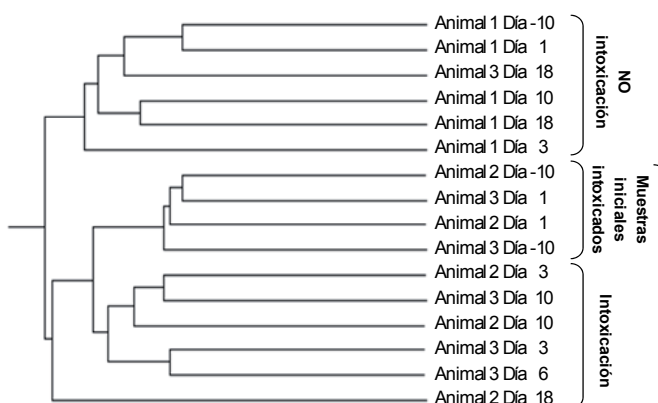 Animal 1 Día -10
Animal 1 Día 1
Animal 3 Día 18
Animal 1 Día 10
Animal 1 Día 18
Animal 1 Día 3
Animal 2 Día -10
Animal 3 Día 1
Animal 2 Día 1
Animal 3 Día -10
Animal 2 Día 3
Animal 3 Día 10
Animal 2 Día 10
Animal 3 Día 3
Animal 3 Día 6
Animal 2 Día 18
NO
intoxicación
Muestras
iniciales
intoxicados
Intoxicación